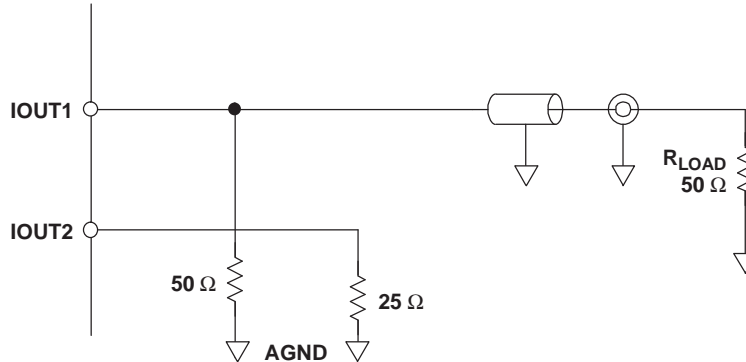 IOUT1
R_LOAD
50 Ω
IOUT2
50 Ω
25 Ω
AGND